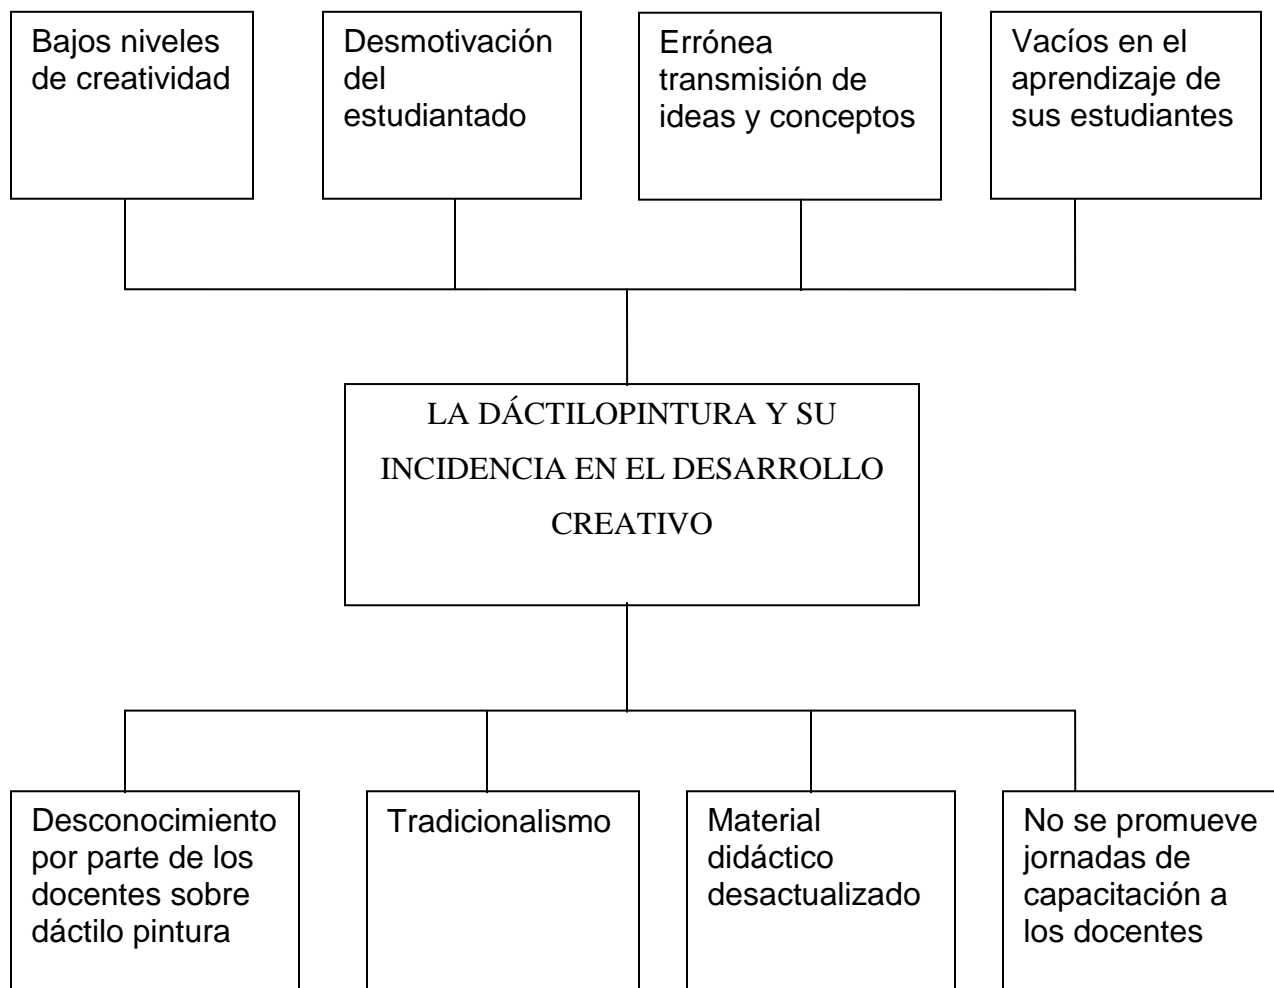 Bajos niveles
de creatividad
Desmotivación
del
estudiantado
Errónea
transmisión de
ideas y conceptos
Vacíos en el
aprendizaje de
sus estudiantes
LA DÁCTILOPINTURA Y SU
INCIDENCIA EN EL DESARROLLO
CREATIVO
Desconocimiento
por parte de los
docentes sobre
dáctilo pintura
Tradicionalismo
Material
didáctico
desactualizado
No se promueve
jornadas de
capacitación a
los docentes